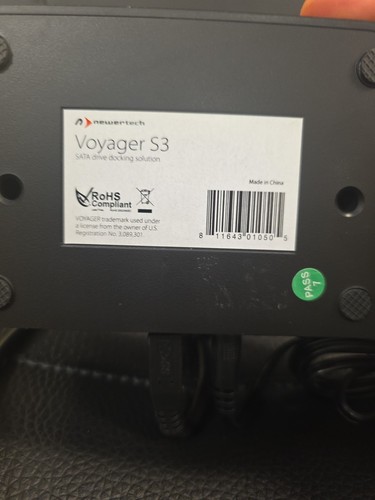 newertech
Voyager S3
SATA drive docking solution
Made in China
RoHS
Compliant
VOYAGER trademark used under
a license from the owner of U.S.
Registration No. 3,089,301.
8 11643 01050 5
PASS
1